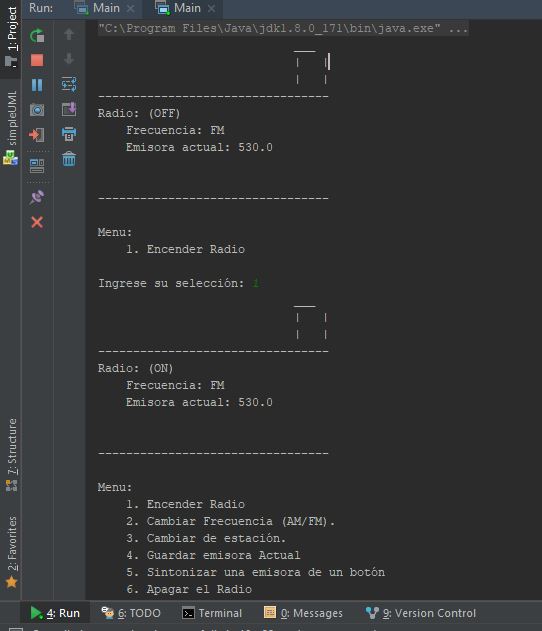 Run: Main Main
1: Project
simpleUML
7: Structure
2: Favorites
"C:\Program Files\Java\jdk1.8.0_171\bin\java.exe" ...
___
|   |
|   |
---------------------------------
Radio: (OFF)
    Frecuencia: FM
    Emisora actual: 530.0
---------------------------------
Menu:
    1. Encender Radio
Ingrese su selección: 1
___
|   |
|   |
---------------------------------
Radio: (ON)
    Frecuencia: FM
    Emisora actual: 530.0
---------------------------------
Menu:
    1. Encender Radio
    2. Cambiar Frecuencia (AM/FM).
    3. Cambiar de estación.
    4. Guardar emisora Actual
    5. Sintonizar una emisora de un botón
    6. Apagar el Radio
4: Run 6: TODO Terminal 0: Messages 9: Version Control